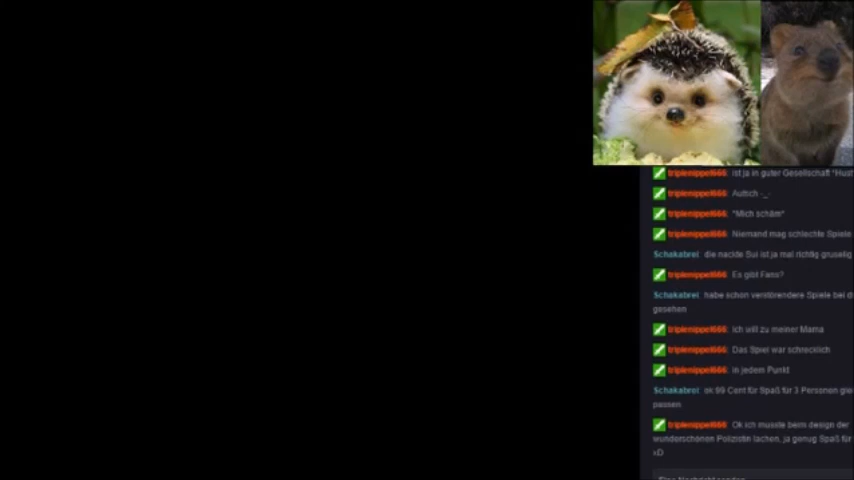 triplenippel666: ist ja in guter Gesellschaft *Hust
triplenippel666: Autsch -_-
triplenippel666: *Mich schäm*
triplenippel666: Niemand mag schlechte Spiele
Schakabrei: die nackte Sui ist ja mal richtig gruselig
triplenippel666: Es gibt Fans?
Schakabrei: habe schon verstörendere Spiele bei d
gesehen
triplenippel666: Ich will zu meiner Mama
triplenippel666: Das Spiel war schrecklich
triplenippel666: in jedem Punkt
Schakabrei: ok 99 Cent für Spaß für 3 Personen
passen
triplenippel666: Ok ich musste beim design der
wunderschönen Polizistin lachen, ja genug Spaß für
xD
Eine Nachricht senden